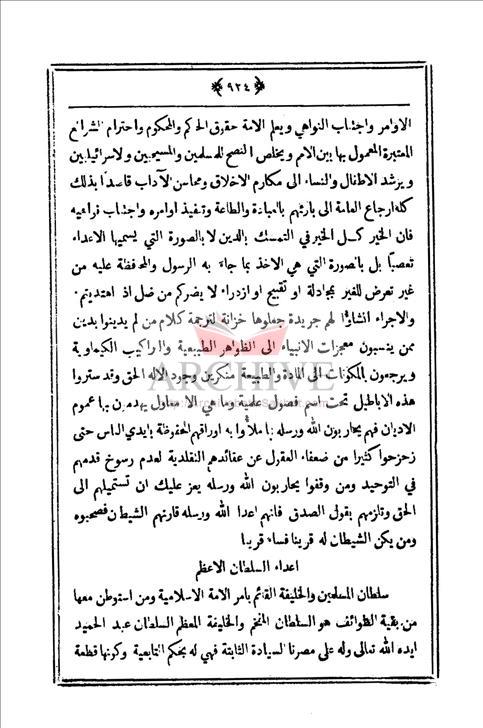 ﴿ ٩٢٤ ﴾
الاوامر واجتناب النواهي ويعلم الامة حقوق الحاكم والمحكوم واحترام الشرائع
المعتبرة المعمول بها بين الامم ويخلص النصح للمسلمين والمسيحيين والاسرائيليين
ويرشد الاطفال والنساء الى مكارم الاخلاق ومحاسن الآداب قاصدا بذلك
كله ارجاع العامة الى بارئهم بالعبادة والطاعة وتنفيذ اوامره واجتناب نواهيه
فان الخير كل الخير في التمسك بالدين لا بالصورة التي يسميها الاعداء
تعصبا بل بالصورة التي هي الاخذ بما جاء به الرسول والمحافظة عليه من
غير تعرض للغير بمجادلة او تقبيح او ازدراء لا يضركم من ضل اذا اهتديتم.
والاجراء انشاؤا لهم جريدة جعلوها خزانة لترجمة كلام من لم يدينوا بدين
ممن ينسبون معجزات الانبياء الى الظواهر الطبيعية والتراكيب الكيماوية
ويرجعون بالمكونات الى المادة والطبيعة منكرين وجود الاله الحق وقد ستروا
هذه الاباطيل تحت اسم فصول علمية وما هي الا معاول يهدمون بها عموم
الاديان فهم يحاربون الله ورسله بما ملأوا به اوراقهم المحفوظة بايدي الناس حتى
زحزحوا كثيرا من ضعفاء العقول عن عقائدهم التقليدية لعدم رسوخ قدمهم
في التوحيد ومن وقفوا يحاربون الله ورسله يعز عليك ان تستميلهم الى
الحق وتلزمهم بقول الصدق فانهم اعدا الله ورسله قارنهم الشيطان فصحبوه
ومن يكن الشيطان له قرينا فساء قرينا
اعداء السلطان الاعظم
سلطان المسلمين والخليفة القائم بامر الامة الاسلامية ومن استوطن معها
من بقية الطوائف هو السلطان المفخم والخليفة المعظم السلطان عبد الحميد
ايده الله تعالى وله على مصرنا السيادة الثابتة فهي له بحكم التابعية وكونها قطعة
ARCHIVE